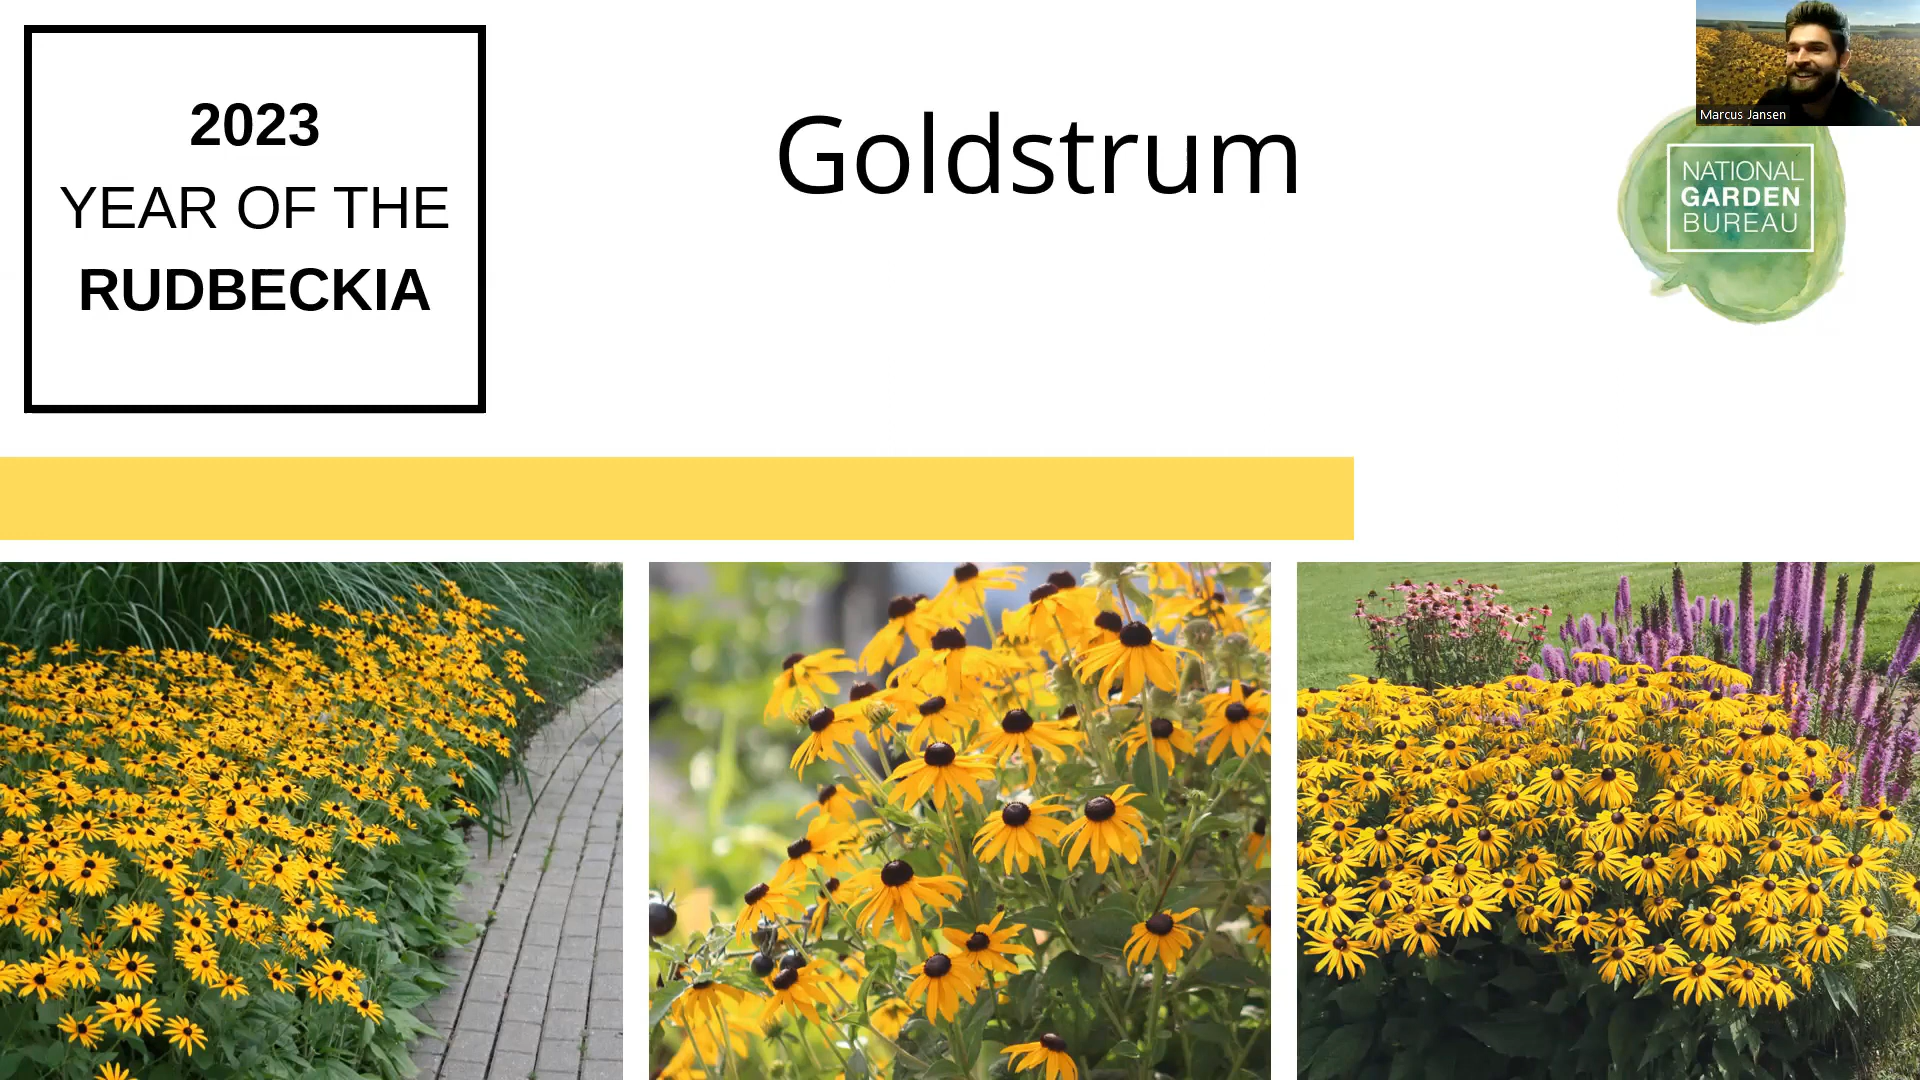 2023
YEAR OF THE
RUDBECKIA
Goldstrum
Marcus Jansen
NATIONAL
GARDEN
BUREAU